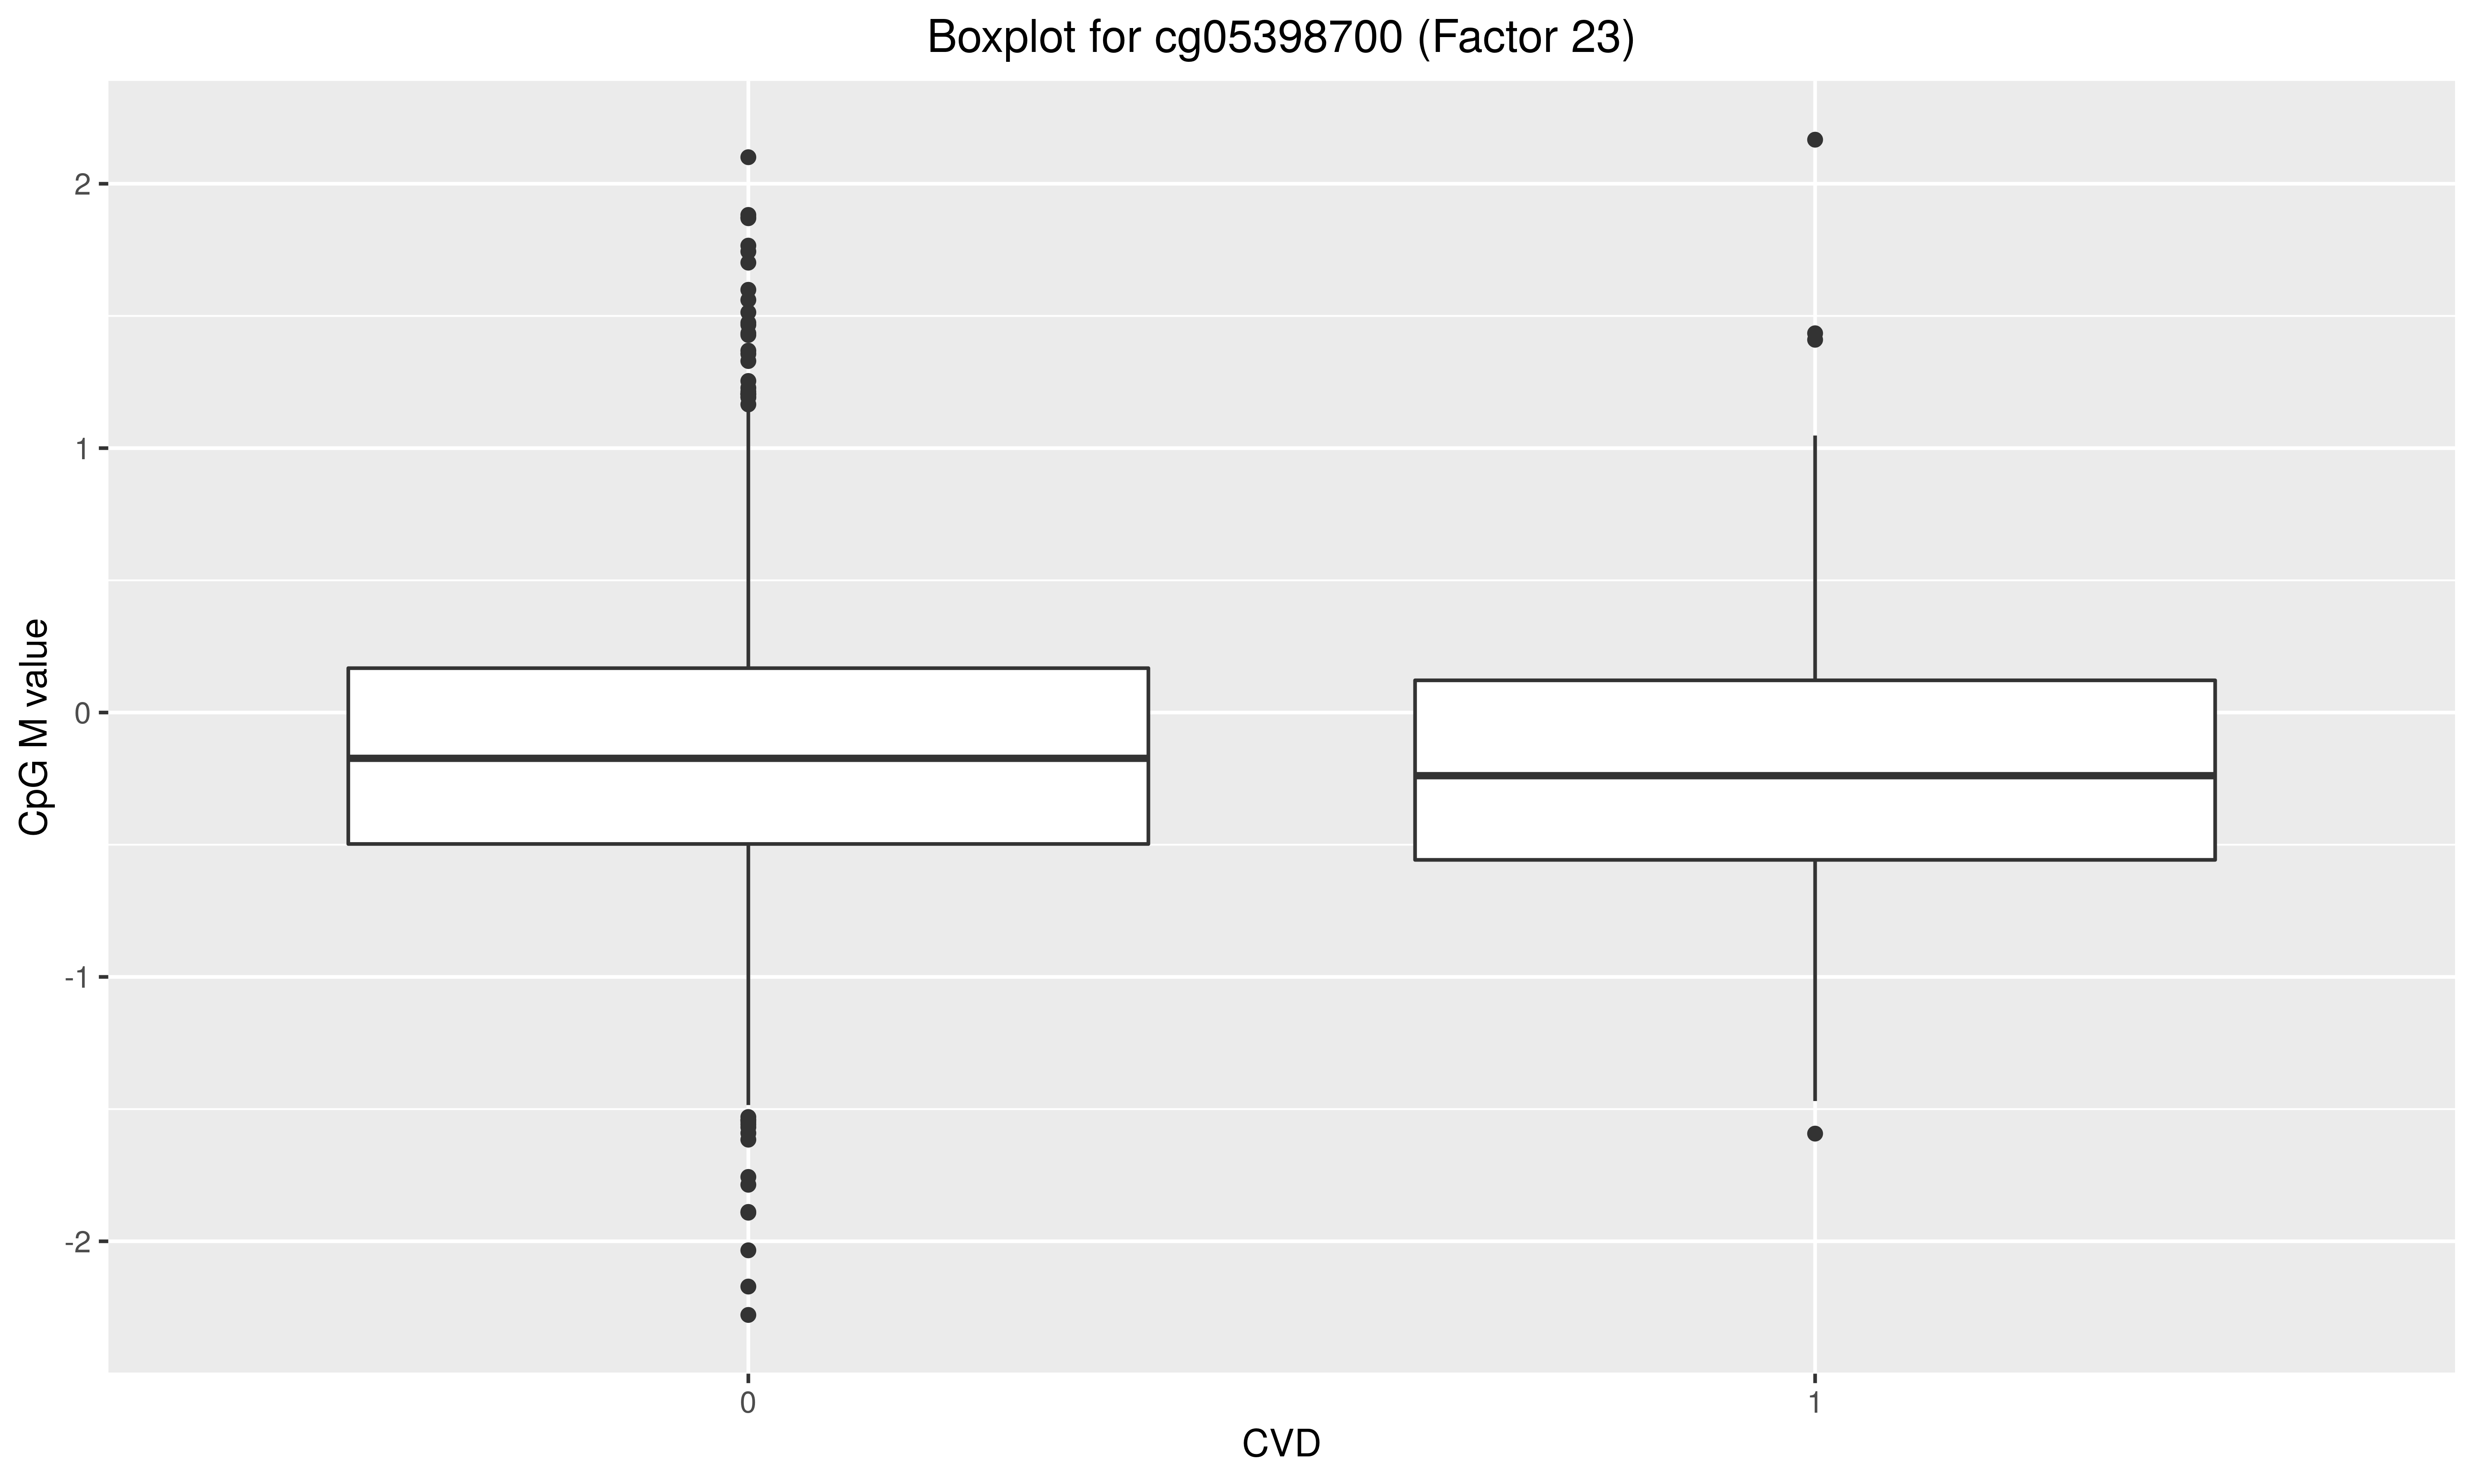 Boxplot for cg05398700 (Factor 23)
CpG M value
2
1
0
-1
-2
0
1
CVD